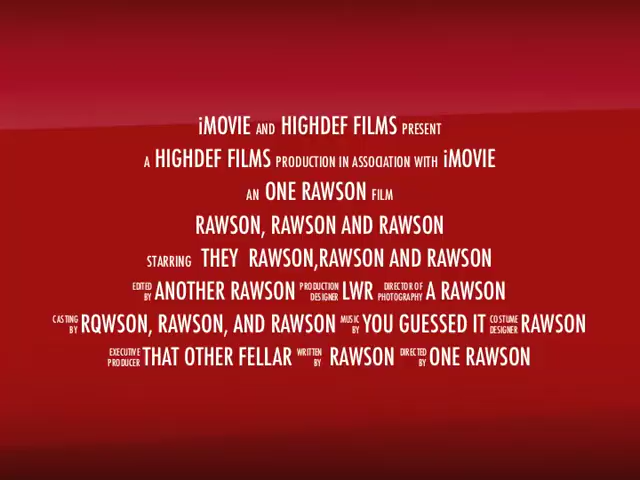 iMOVIE AND HIGHDEF FILMS PRESENT
A HIGHDEF FILMS PRODUCTION IN ASSOCIATION WITH iMOVIE
AN ONE RAWSON FILM
RAWSON, RAWSON AND RAWSON
STARRING THEY RAWSON,RAWSON AND RAWSON
EDITED BY ANOTHER RAWSON PRODUCTION DESIGNER LWR DIRECTOR OF PHOTOGRAPHY A RAWSON
CASTING BY RQWSON, RAWSON, AND RAWSON MUSIC BY YOU GUESSED IT COSTUME DESIGNER RAWSON
EXECUTIVE PRODUCER THAT OTHER FELLAR WRITTEN BY RAWSON DIRECTED BY ONE RAWSON